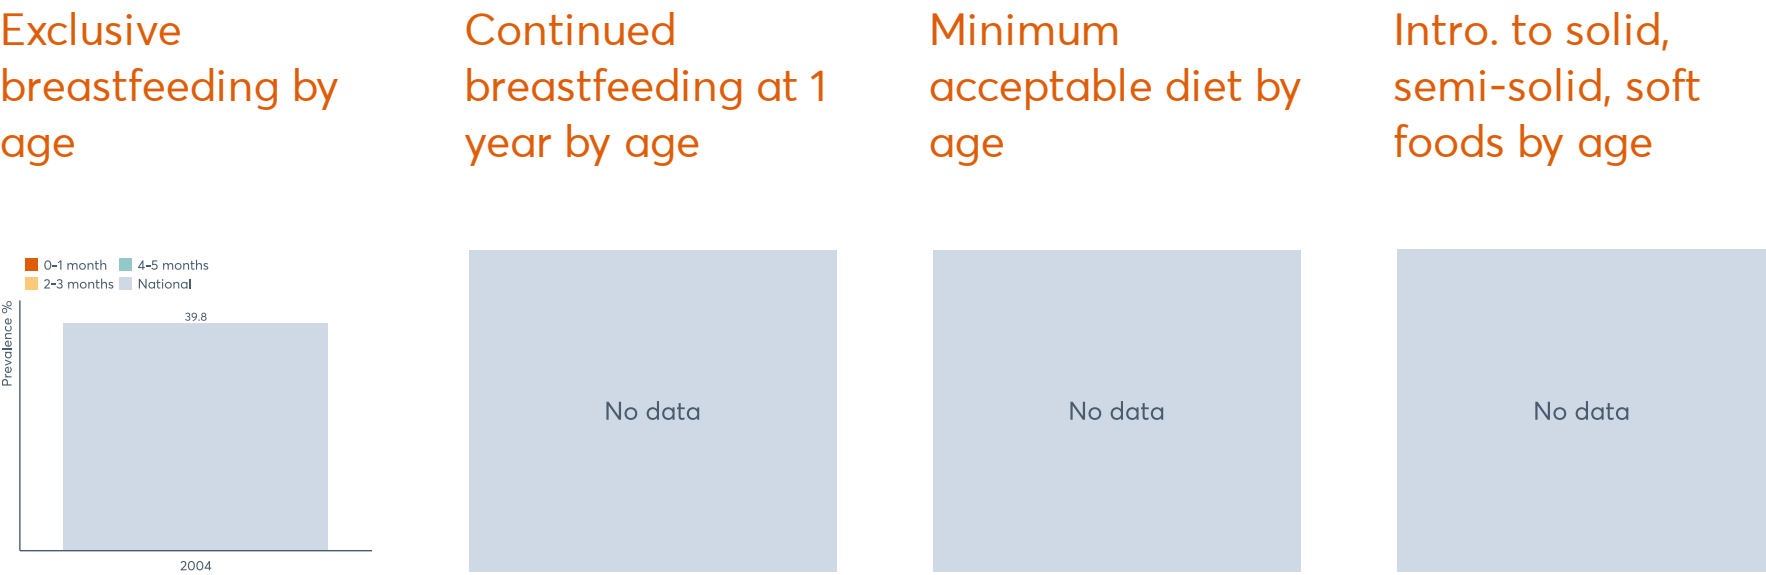 Exclusive
breastfeeding by
age
Continued
breastfeeding at 1
year by age
Minimum
acceptable diet by
age
Intro. to solid,
semi-solid, soft
foods by age
0-1 month
4-5 months
2-3 months
National
Prevalence %
39.8
2004
No data
No data
No data